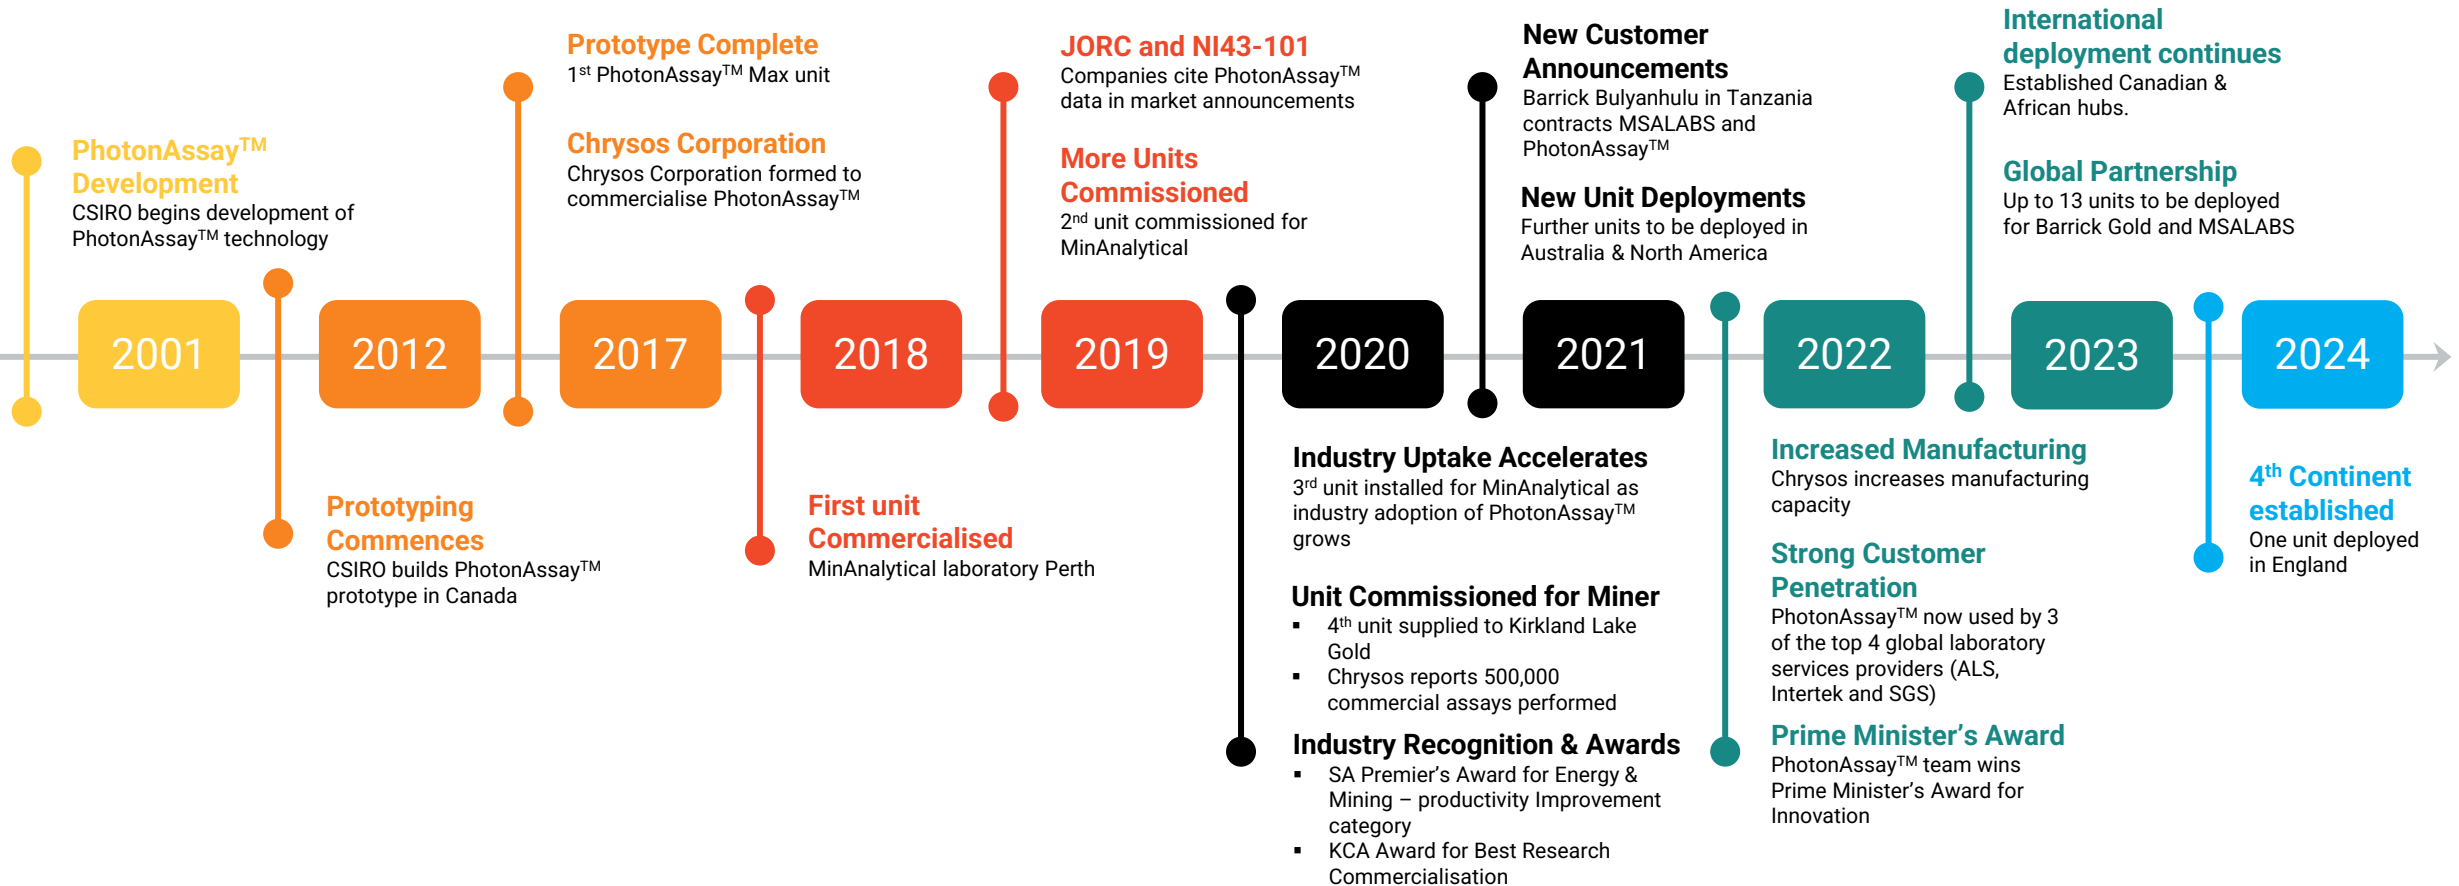 PhotonAssay™
Development
CSIRO begins development of
PhotonAssay™ technology
2001
2012
Prototyping
Commences
CSIRO builds PhotonAssay™
prototype in Canada
Prototype Complete
1st PhotonAssay™ Max unit
Chrysos Corporation
Chrysos Corporation formed to
commercialise PhotonAssay™
2017
2018
First unit
Commercialised
MinAnalytical laboratory Perth
JORC and NI43-101
Companies cite PhotonAssay™
data in market announcements
More Units
Commissioned
2nd unit commissioned for
MinAnalytical
2019
2020
Industry Uptake Accelerates
3rd unit installed for MinAnalytical as
industry adoption of PhotonAssay™
grows
Unit Commissioned for Miner
▪ 4th unit supplied to Kirkland Lake
Gold
▪ Chrysos reports 500,000
commercial assays performed
Industry Recognition & Awards
▪ SA Premier’s Award for Energy &
Mining – productivity Improvement
category
▪ KCA Award for Best Research
Commercialisation
New Customer
Announcements
Barrick Bulyanhulu in Tanzania
contracts MSALABS and
PhotonAssay™
New Unit Deployments
Further units to be deployed in
Australia & North America
2021
2022
Increased Manufacturing
Chrysos increases manufacturing
capacity
Strong Customer
Penetration
PhotonAssay™ now used by 3
of the top 4 global laboratory
services providers (ALS,
Intertek and SGS)
Prime Minister’s Award
PhotonAssay™ team wins
Prime Minister’s Award for
Innovation
International
deployment continues
Established Canadian &
African hubs.
Global Partnership
Up to 13 units to be deployed
for Barrick Gold and MSALABS
2023
2024
4th Continent
established
One unit deployed
in England